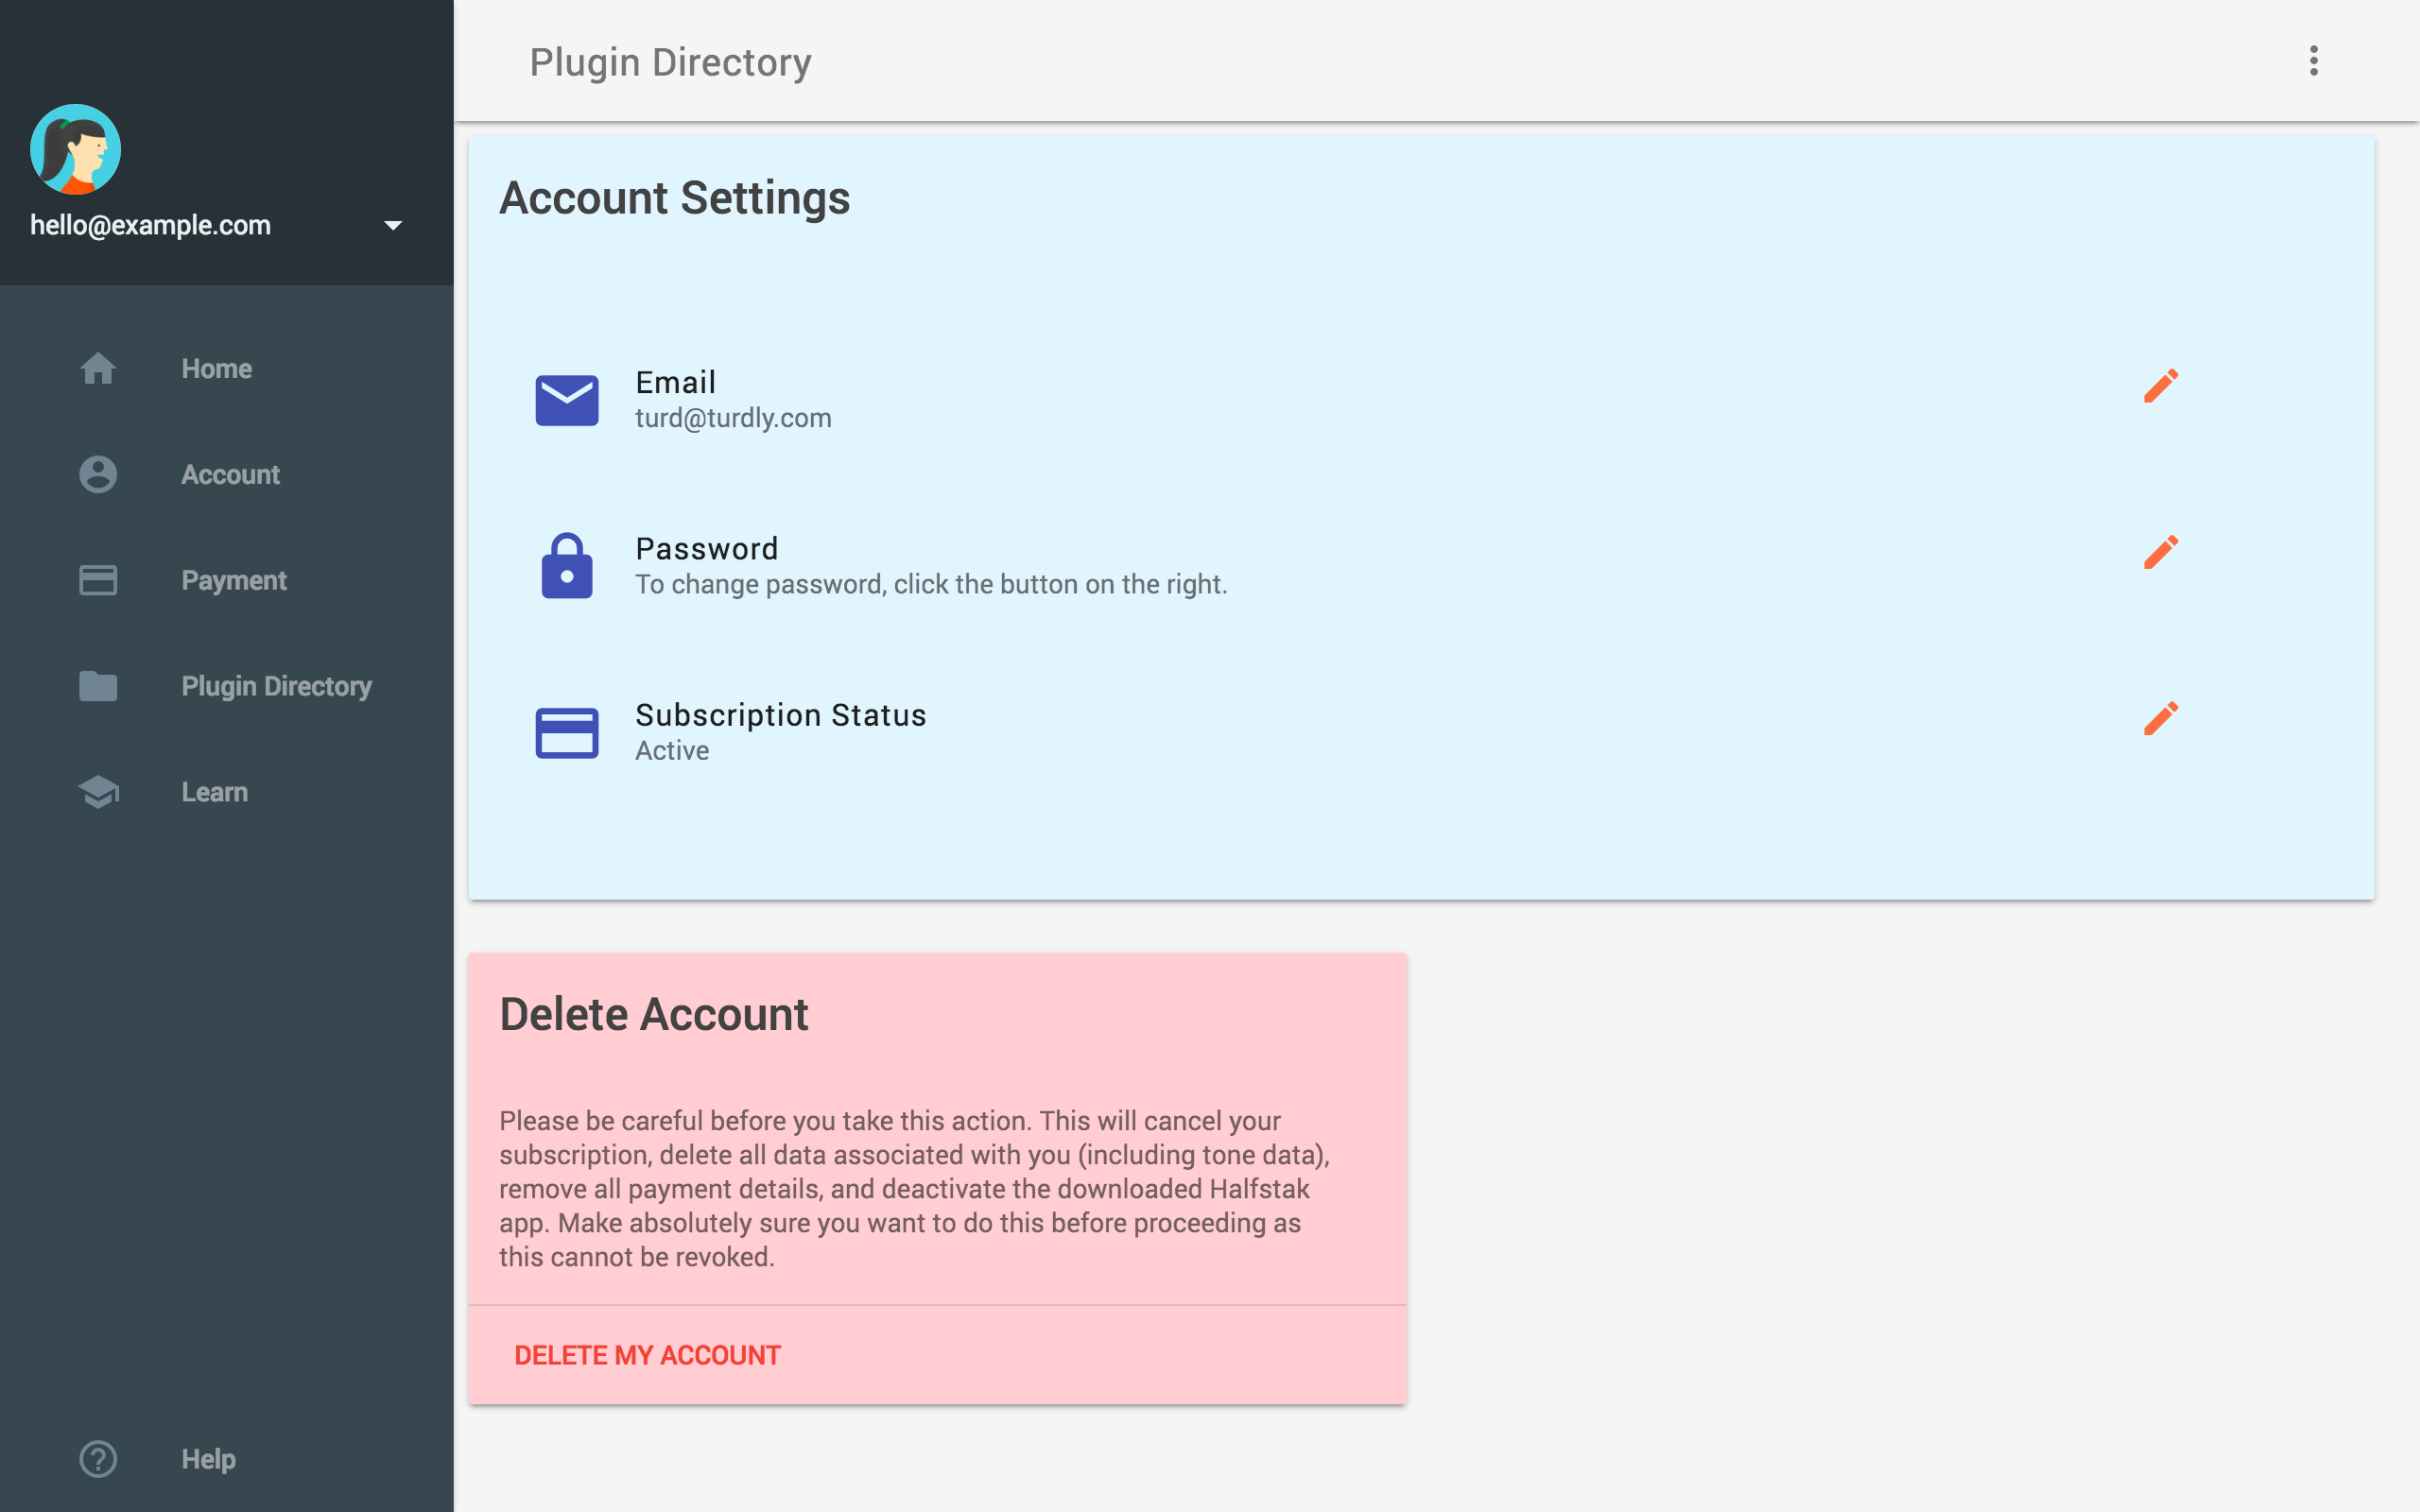 hello@example.com
Home
Account
Payment
Plugin Directory
Learn
Help
Plugin Directory
Account Settings
Email
turd@turdly.com
Password
To change password, click the button on the right.
Subscription Status
Active
Delete Account
Please be careful before you take this action. This will cancel your
subscription, delete all data associated with you (including tone data),
remove all payment details, and deactivate the downloaded Halfstak
app. Make absolutely sure you want to do this before proceeding as
this cannot be revoked.
DELETE MY ACCOUNT